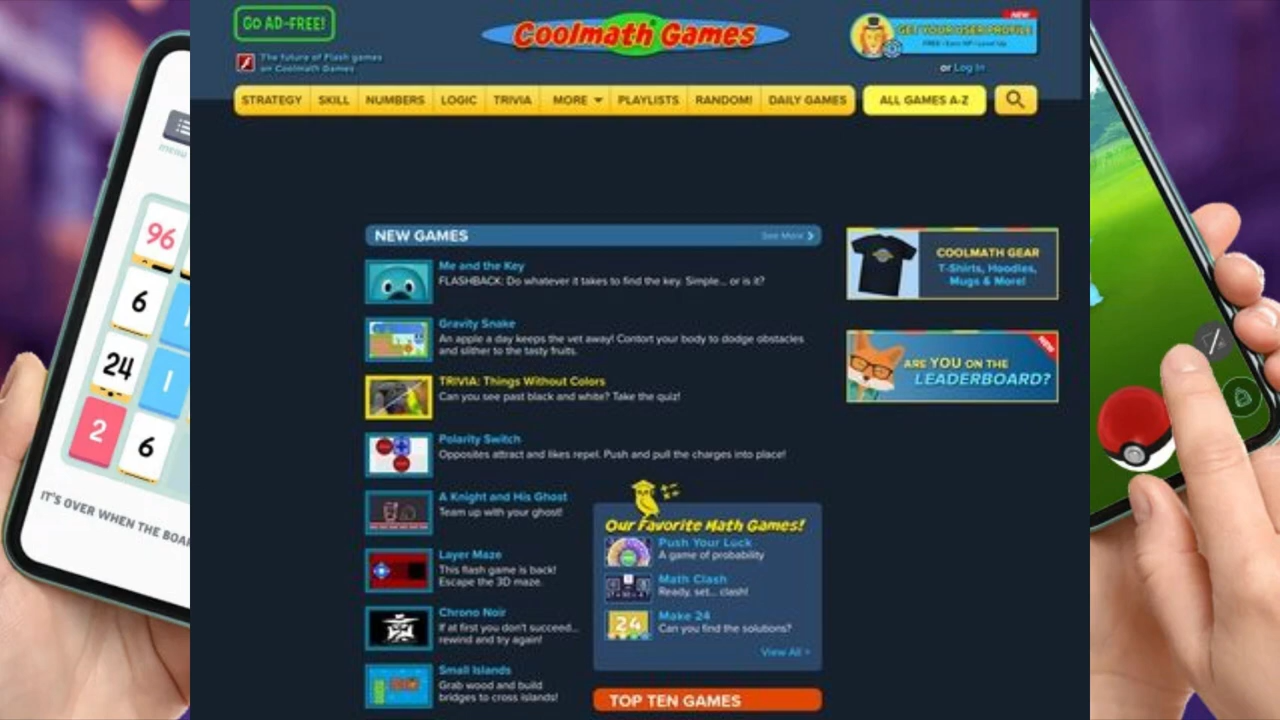 GO AD-FREE!
Coolmath Games
NEW
GET YOUR USER PROFILE
FREE • Earn XP • Level Up
The future of Flash games
on Coolmath Games
or Log In
STRATEGY SKILL NUMBERS LOGIC TRIVIA MORE PLAYLISTS RANDOM! DAILY GAMES ALL GAMES A-Z
menu
96
6
24 1
2 6
IT'S OVER WHEN THE BOAR
NEW GAMES
See More
Me and the Key
FLASHBACK: Do whatever it takes to find the key. Simple... or is it?
Gravity Snake
An apple a day keeps the vet away! Contort your body to dodge obstacles
and slither to the tasty fruits.
TRIVIA: Things Without Colors
Can you see past black and white? Take the quiz!
Polarity Switch
Opposites attract and likes repel. Push and pull the charges into place!
A Knight and His Ghost
Team up with your ghost!
Layer Maze
This flash game is back!
Escape the 3D maze.
Chrono Noir
If at first you don't succeed...
rewind and try again!
Small Islands
Grab wood and build
bridges to cross islands!
Our Favorite Math Games!
Push Your Luck
A game of probability
Math Clash
Ready, set... clash!
24
Make 24
Can you find the solutions?
View All >
TOP TEN GAMES
COOLMATH GEAR
T-Shirts, Hoodies,
Mugs & More!
NEW
ARE YOU ON THE
LEADERBOARD?